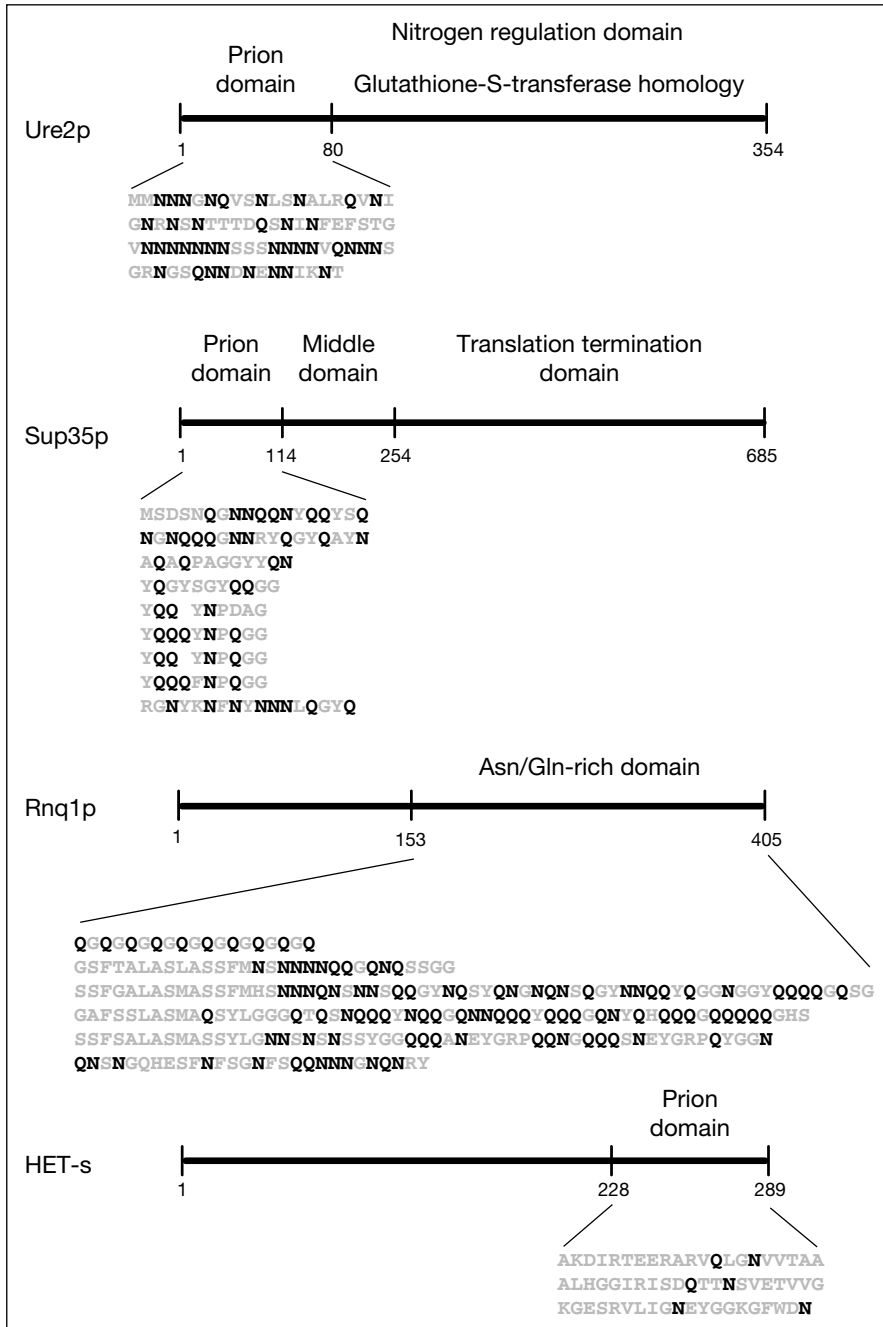 Nitrogen regulation domain
Prion
domain
Glutathione-S-transferase homology
Ure2p
1
80
354
MMNNNGNQVSNLSNALRQVNI
GNRNSNTTTDQSNINFEFSTG
VNNNNNNNSSSNNNNVQNNNS
GRNGSQNNDNENNIKNT
Prion
domain
Middle
domain
Translation termination
domain
Sup35p
1
114
254
685
MSDSNQGNNQQNYQQYSQ
NGNQQQGNNRYQGYQAYN
AQAQPAGGYYQN
YQGYSGYQQGG
YQQ YNPDAG
YQQQYNPQGG
YQQ YNPQGG
YQQQFNPQGG
RGNYKNFNYNNNLQGYQ
Asn/Gln-rich domain
Rnq1p
1
153
405
QGQGQGQGQGQGQGQGQGQ
GSFTALASLASSFMNSNNNNQQGQNQSSGG
SSFGALASMASSFMHSNNNQNSNNSQQGYNQSYQNGNQNSQGYNNQQYQGGNGGYQQQQGQSG
GAFSSLASMAQSYLGGGQTQSNQQQYNQQGQNNQQQYQQQGQNYQHQQQGQQQQQGHS
SSFSALASMASSYLGNNSNSNSSYGGQQQANEYGRPQQNGQQQSNEYGRPQYGGN
QNSNGQHESFNFSGNFSQQNNNGNQNRY
Prion
domain
HET-s
1
228
289
AKDIRTEERARVQLGNVVTAA
ALHGGIRISDQTTNSVETVVG
KGESRVLIGNEYGGKGFWDN